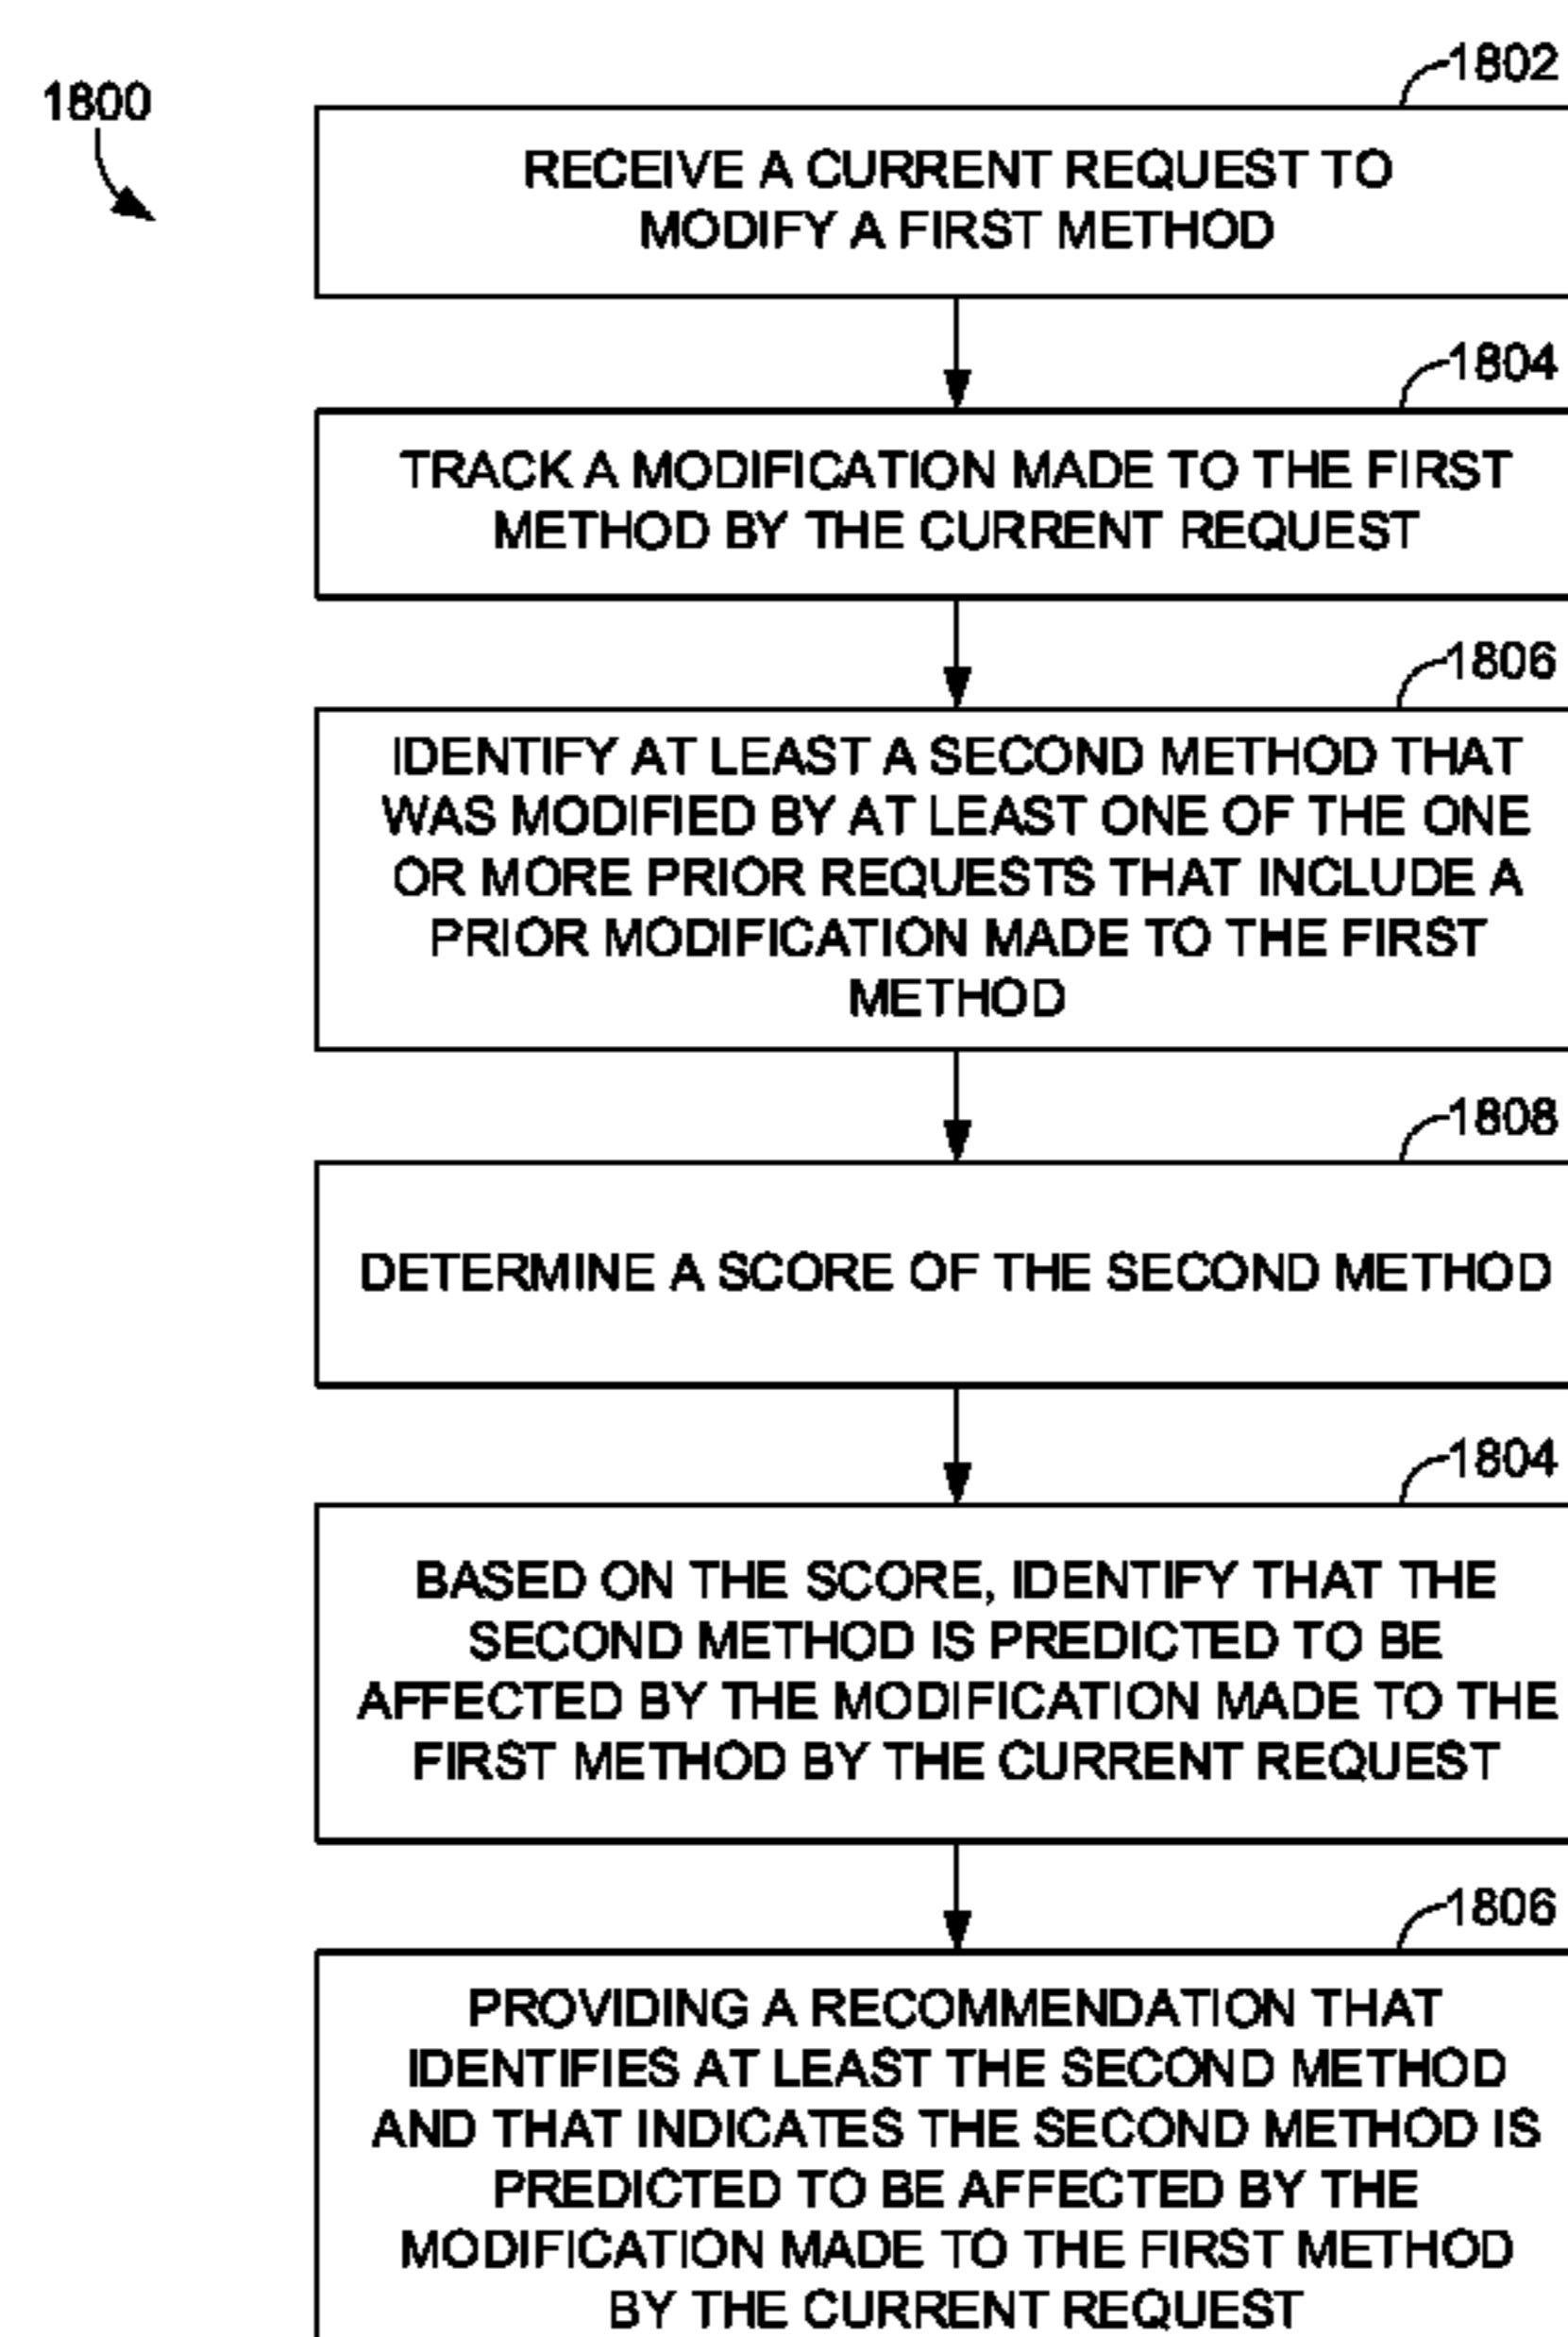 1800
1802
RECEIVE A CURRENT REQUEST TO
MODIFY A FIRST METHOD
1804
TRACK A MODIFICATION MADE TO THE FIRST
METHOD BY THE CURRENT REQUEST
1806
IDENTIFY AT LEAST A SECOND METHOD THAT
WAS MODIFIED BY AT LEAST ONE OF THE ONE
OR MORE PRIOR REQUESTS THAT INCLUDE A
PRIOR MODIFICATION MADE TO THE FIRST
METHOD
1808
DETERMINE A SCORE OF THE SECOND METHOD
1804
BASED ON THE SCORE, IDENTIFY THAT THE
SECOND METHOD IS PREDICTED TO BE
AFFECTED BY THE MODIFICATION MADE TO THE
FIRST METHOD BY THE CURRENT REQUEST
1806
PROVIDING A RECOMMENDATION THAT
IDENTIFIES AT LEAST THE SECOND METHOD
AND THAT INDICATES THE SECOND METHOD IS
PREDICTED TO BE AFFECTED BY THE
MODIFICATION MADE TO THE FIRST METHOD
BY THE CURRENT REQUEST